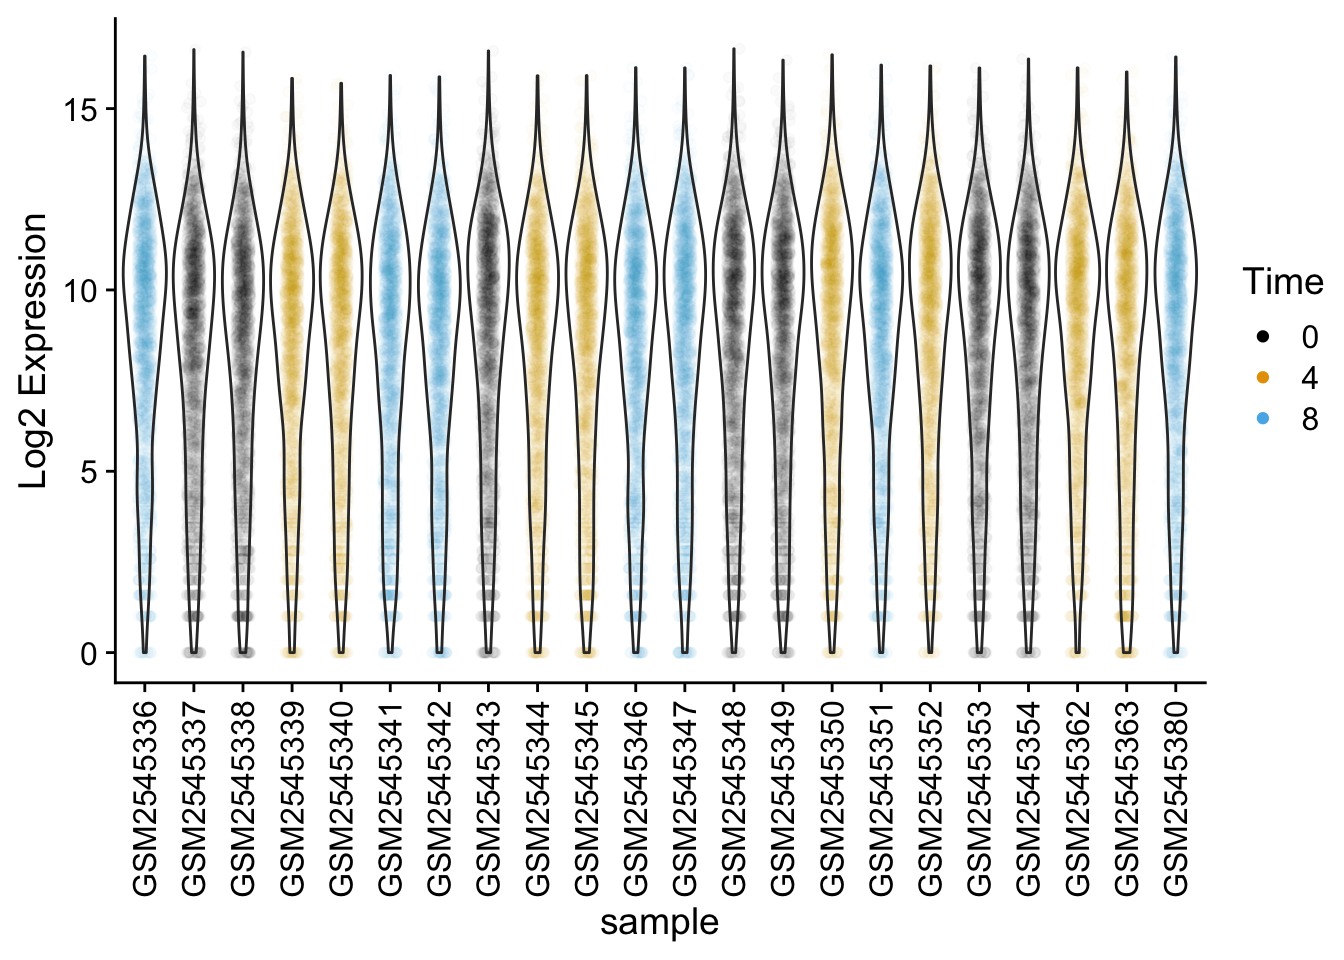 Log2 Expression
15
10
5
0
GSM2545336
GSM2545337
GSM2545338
GSM2545339
GSM2545340
GSM2545341
GSM2545342
GSM2545343
GSM2545344
GSM2545345
GSM2545346
GSM2545347
GSM2545348
GSM2545349
GSM2545350
GSM2545351
GSM2545352
GSM2545353
GSM2545354
GSM2545362
GSM2545363
GSM2545380
sample
Time
0
4
8